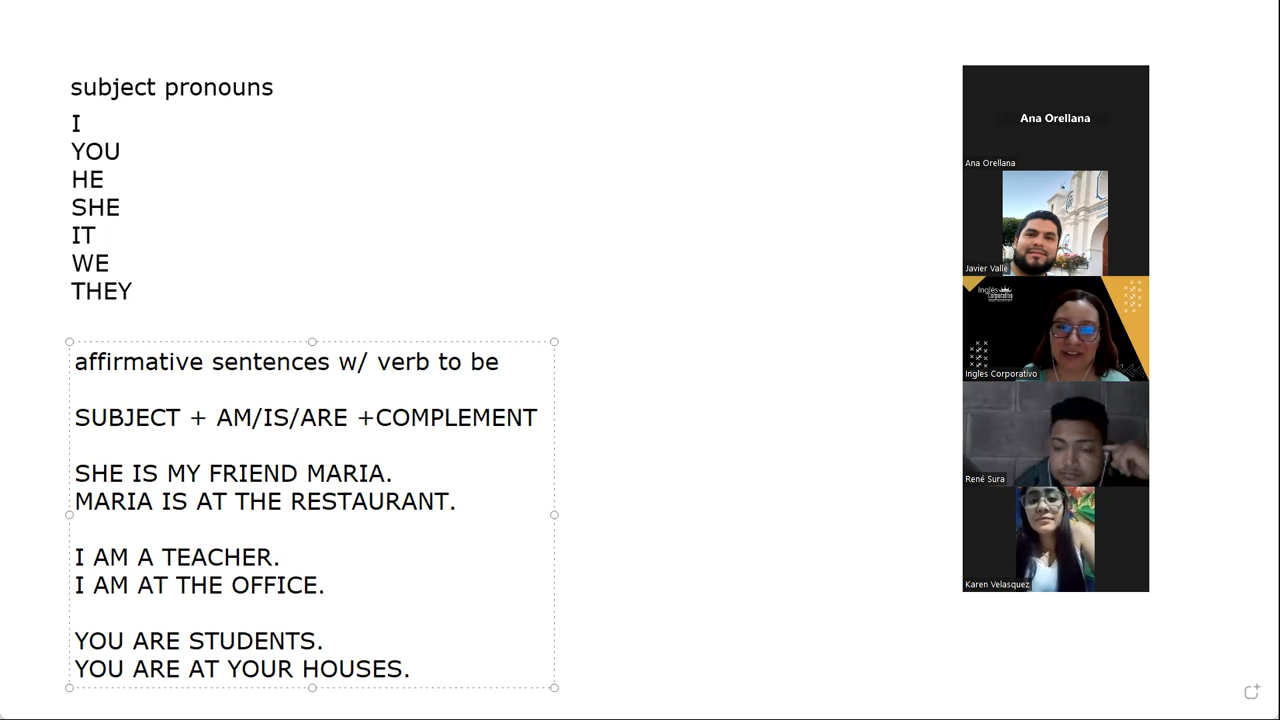 subject pronouns
I
YOU
HE
SHE
IT
WE
THEY
affirmative sentences w/ verb to be
SUBJECT + AM/IS/ARE +COMPLEMENT
SHE IS MY FRIEND MARIA.
MARIA IS AT THE RESTAURANT.
I AM A TEACHER.
I AM AT THE OFFICE.
YOU ARE STUDENTS.
YOU ARE AT YOUR HOUSES.
Ana Orellana
Ana Orellana
Javier Valle
Inglés
Corporativo
Ingles Corporativo
René Sura
Karen Velasquez